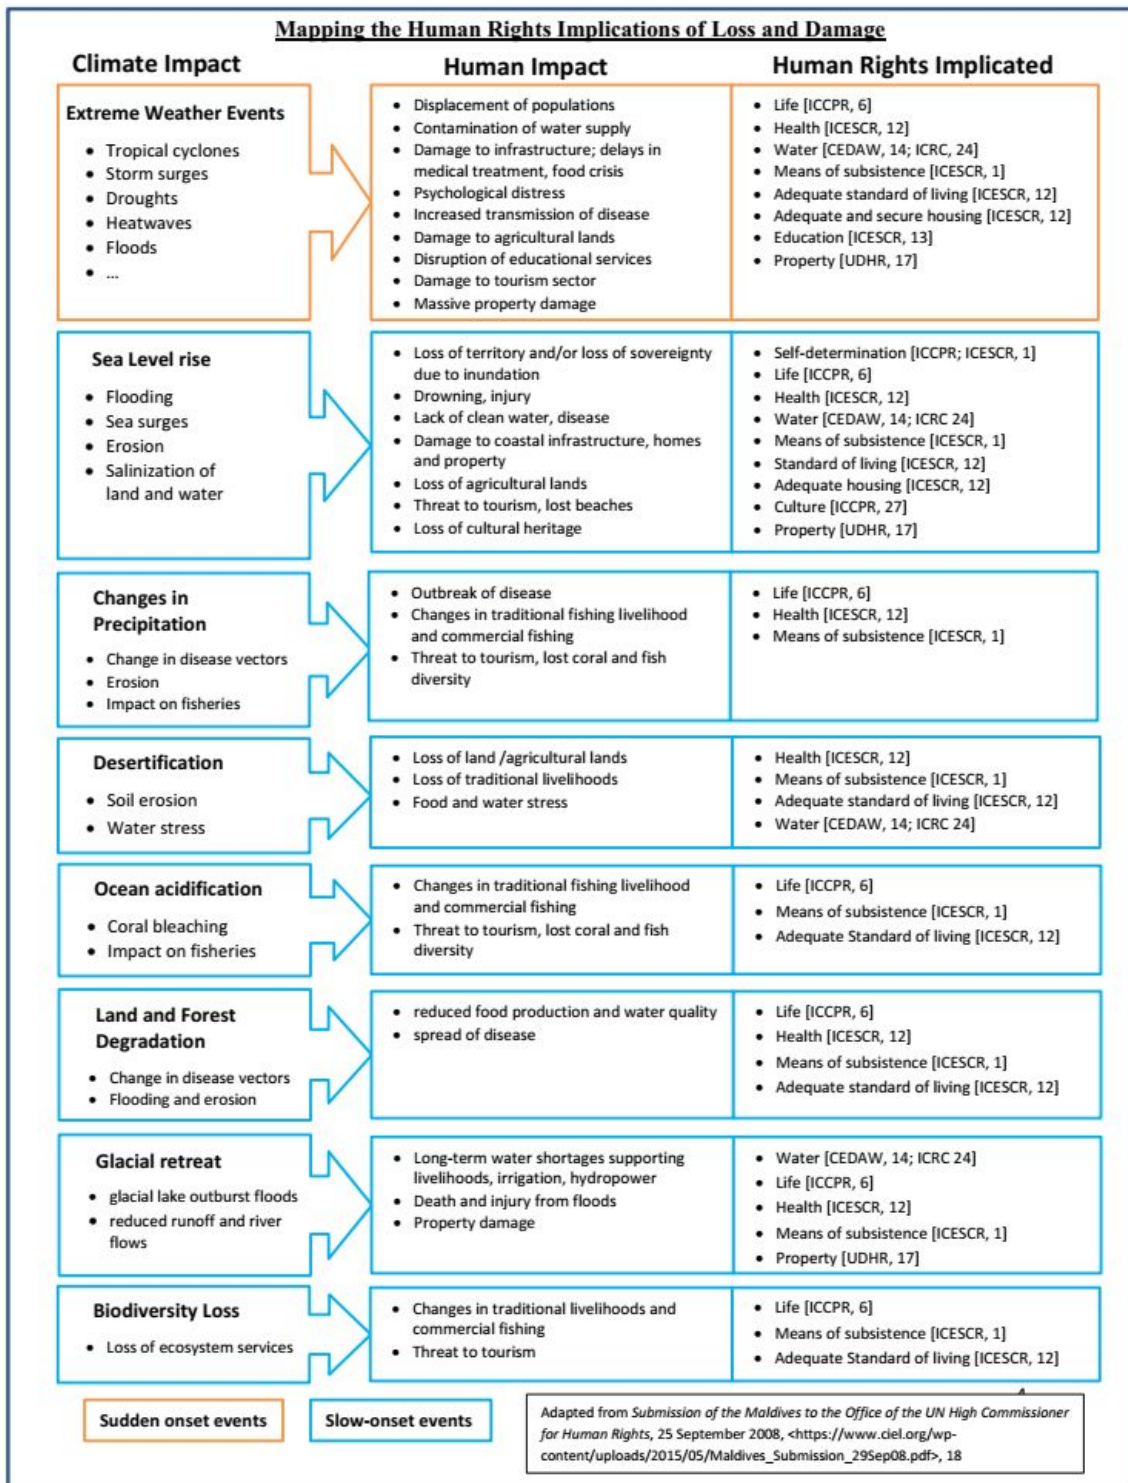 Mapping the Human Rights Implications of Loss and Damage
Climate Impact
Human Impact
Human Rights Implicated
Extreme Weather Events
• Tropical cyclones
• Storm surges
• Droughts
• Heatwaves
• Floods
• ...
• Displacement of populations
• Contamination of water supply
• Damage to infrastructure; delays in
medical treatment, food crisis
• Psychological distress
• Increased transmission of disease
• Damage to agricultural lands
• Disruption of educational services
• Damage to tourism sector
• Massive property damage
• Life [ICCPR, 6]
• Health [ICESCR, 12]
• Water [CEDAW, 14; ICRC, 24]
• Means of subsistence [ICESCR, 1]
• Adequate standard of living [ICESCR, 12]
• Adequate and secure housing [ICESCR, 12]
• Education [ICESCR, 13]
• Property [UDHR, 17]
Sea Level rise
• Flooding
• Sea surges
• Erosion
• Salinization of
land and water
• Loss of territory and/or loss of sovereignty
due to inundation
• Drowning, injury
• Lack of clean water, disease
• Damage to coastal infrastructure, homes
and property
• Loss of agricultural lands
• Threat to tourism, lost beaches
• Loss of cultural heritage
• Self-determination [ICCPR; ICESCR, 1]
• Life [ICCPR, 6]
• Health [ICESCR, 12]
• Water [CEDAW, 14; ICRC 24]
• Means of subsistence [ICESCR, 1]
• Standard of living [ICESCR, 12]
• Adequate housing [ICESCR, 12]
• Culture [ICCPR, 27]
• Property [UDHR, 17]
Changes in
Precipitation
• Change in disease vectors
• Erosion
• Impact on fisheries
• Outbreak of disease
• Changes in traditional fishing livelihood
and commercial fishing
• Threat to tourism, lost coral and fish
diversity
• Life [ICCPR, 6]
• Health [ICESCR, 12]
• Means of subsistence [ICESCR, 1]
Desertification
• Soil erosion
• Water stress
• Loss of land /agricultural lands
• Loss of traditional livelihoods
• Food and water stress
• Health [ICESCR, 12]
• Means of subsistence [ICESCR, 1]
• Adequate standard of living [ICESCR, 12]
• Water [CEDAW, 14; ICRC 24]
Ocean acidification
• Coral bleaching
• Impact on fisheries
• Changes in traditional fishing livelihood
and commercial fishing
• Threat to tourism, lost coral and fish
diversity
• Life [ICCPR, 6]
• Means of subsistence [ICESCR, 1]
• Adequate Standard of living [ICESCR, 12]
Land and Forest
Degradation
• Change in disease vectors
• Flooding and erosion
• reduced food production and water quality
• spread of disease
• Life [ICCPR, 6]
• Health [ICESCR, 12]
• Means of subsistence [ICESCR, 1]
• Adequate standard of living [ICESCR, 12]
Glacial retreat
• glacial lake outburst floods
• reduced runoff and river
flows
• Long-term water shortages supporting
livelihoods, irrigation, hydropower
• Death and injury from floods
• Property damage
• Water [CEDAW, 14; ICRC 24]
• Life [ICCPR, 6]
• Health [ICESCR, 12]
• Means of subsistence [ICESCR, 1]
• Property [UDHR, 17]
Biodiversity Loss
• Loss of ecosystem services
• Changes in traditional livelihoods and
commercial fishing
• Threat to tourism
• Life [ICCPR, 6]
• Means of subsistence [ICESCR, 1]
• Adequate Standard of living [ICESCR, 12]
Sudden onset events
Slow-onset events
Adapted from Submission of the Maldives to the Office of the UN High Commissioner
for Human Rights, 25 September 2008, <https://www.ciel.org/wp-
content/uploads/2015/05/Maldives_Submission_29Sep08.pdf>, 18